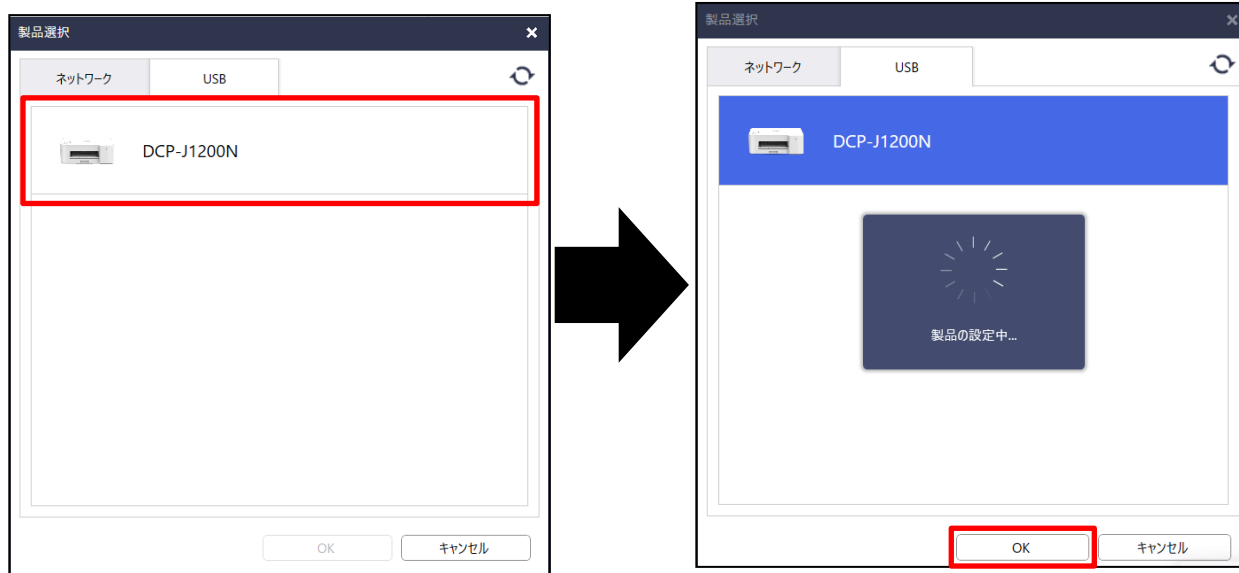 製品選択
ネットワーク USB
DCP-J1200N
OK キャンセル
製品選択
ネットワーク USB
DCP-J1200N
製品の設定中...
OK キャンセル